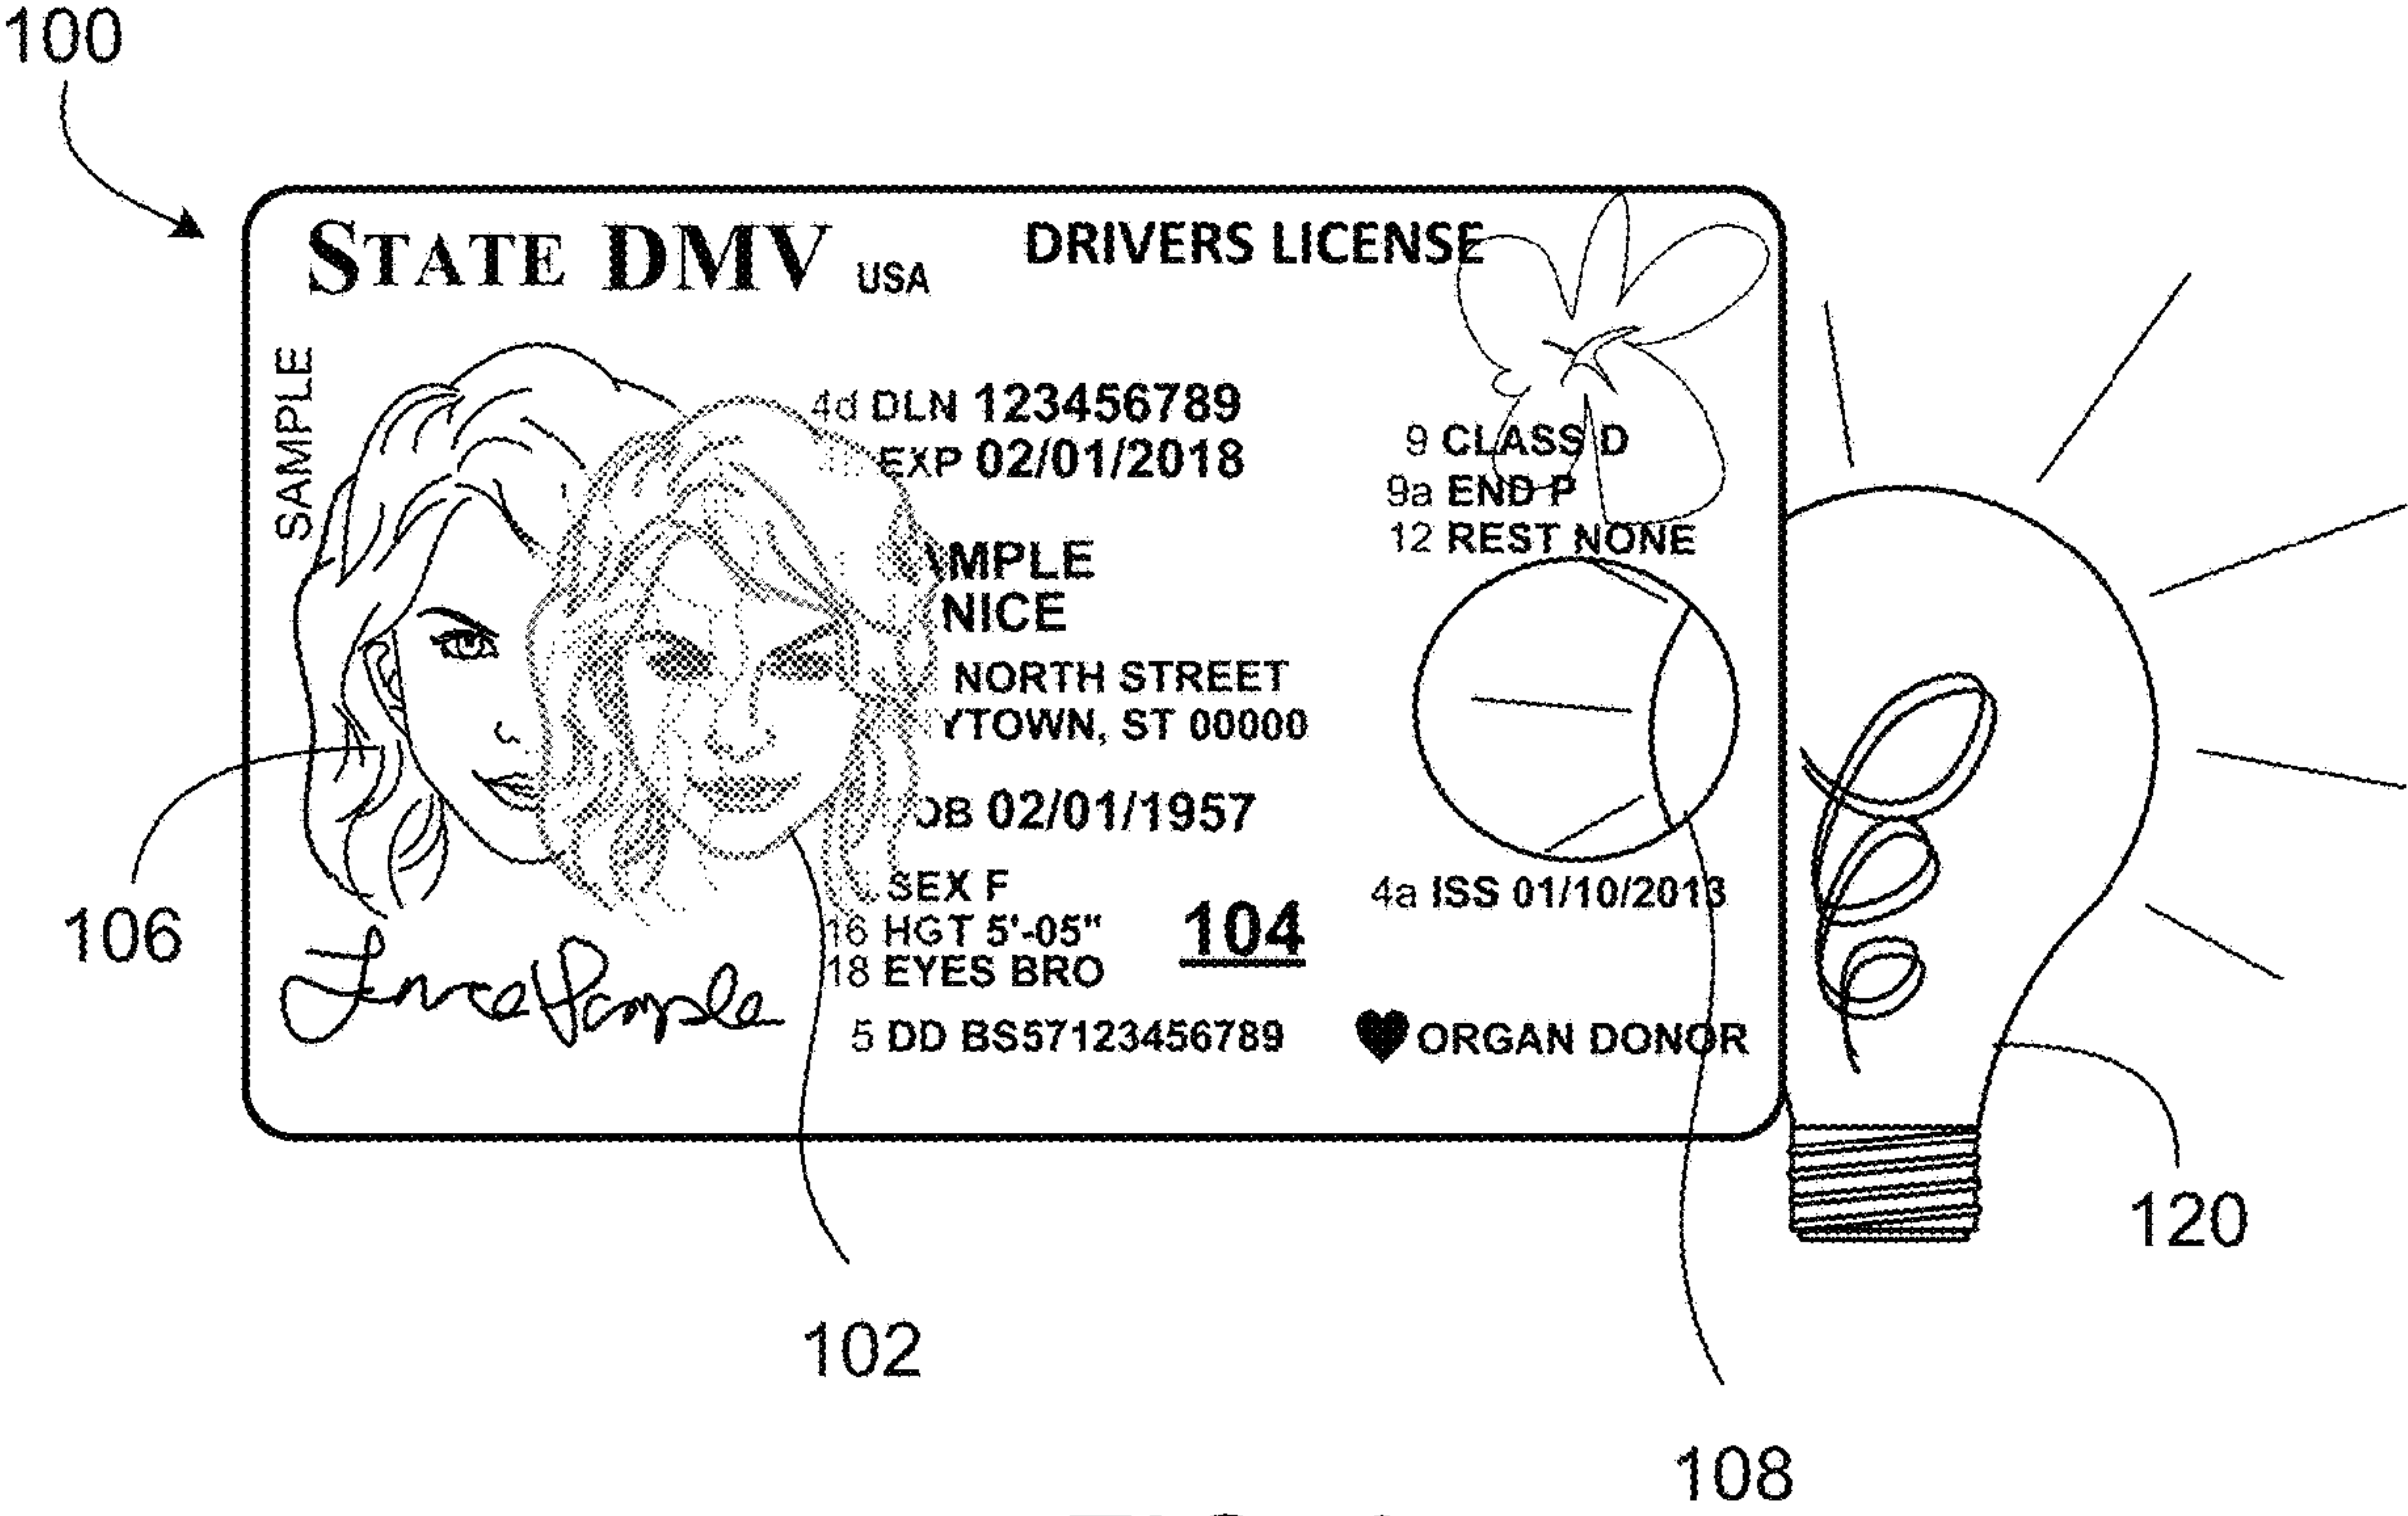 100
STATE DMV USA
DRIVERS LICENSE
SAMPLE
4d DLN 123456789
EXP 02/01/2018
9 CLASS D
9a END P
12 REST NONE
MPLE
NICE
NORTH STREET
YTOWN, ST 00000
OB 02/01/1957
SEX F
4a ISS 01/10/2013
16 HGT 5'-05"
104
18 EYES BRO
5 DD BS57123456789
ORGAN DONOR
106
120
102
108